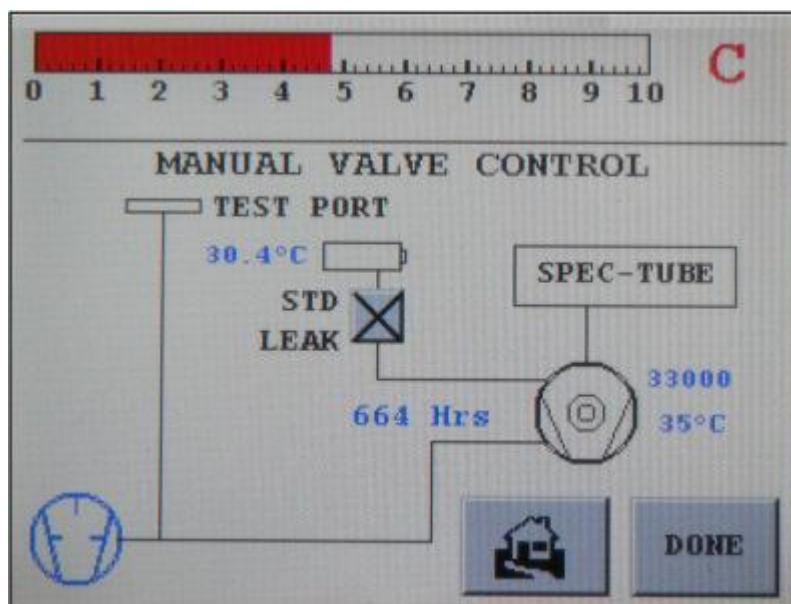 0 1 2 3 4 5 6 7 8 9 10
C
MANUAL VALVE CONTROL
TEST PORT
30.4°C
SPEC-TUBE
STD
LEAK
33000
664 Hrs
35°C
DONE